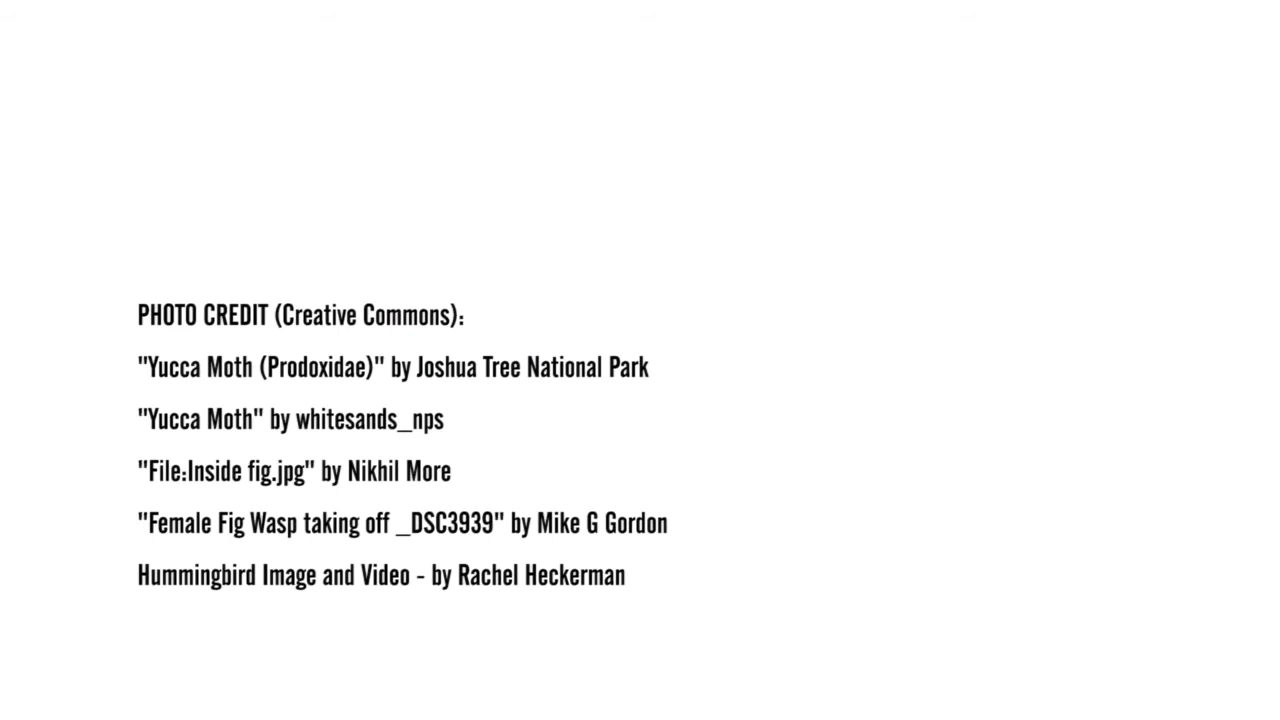 PHOTO CREDIT (Creative Commons):
"Yucca Moth (Prodoxidae)" by Joshua Tree National Park
"Yucca Moth" by whitesands_nps
"File:Inside fig.jpg" by Nikhil More
"Female Fig Wasp taking off _DSC3939" by Mike G Gordon
Hummingbird Image and Video - by Rachel Heckerman